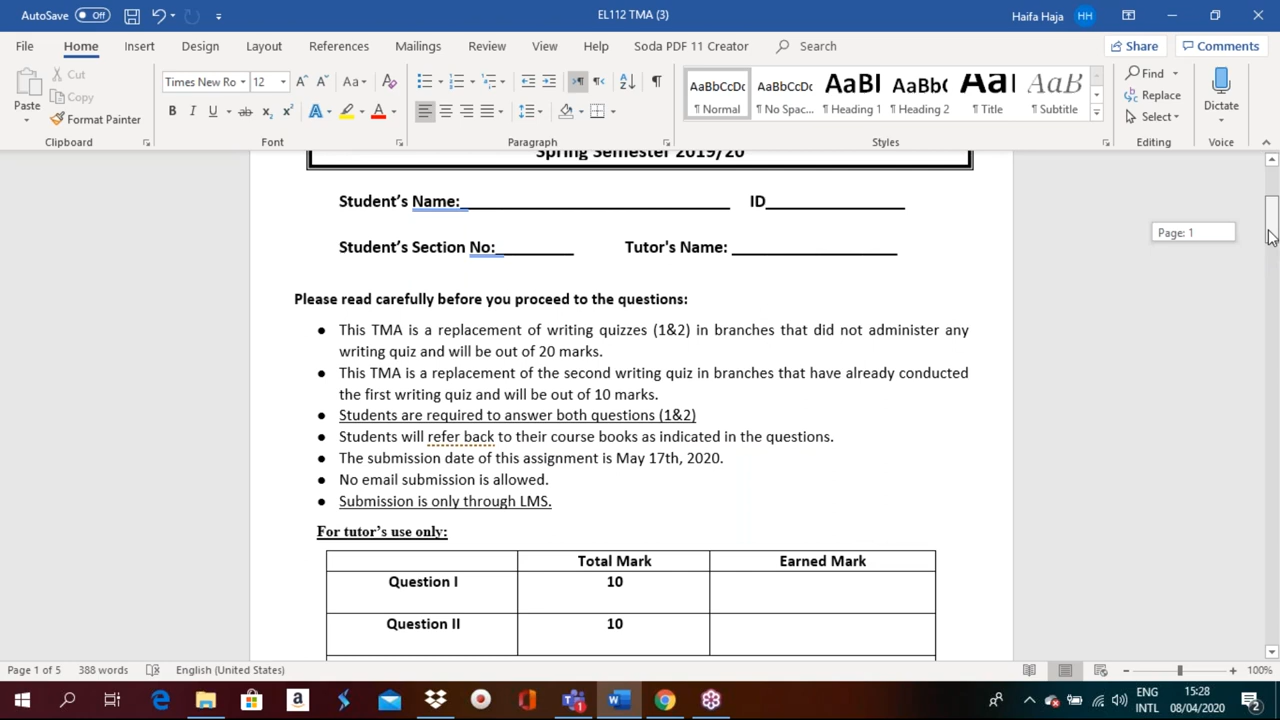 AutoSave Off EL112 TMA (3) Haifa Haja HH
File Home Insert Design Layout References Mailings Review View Help Soda PDF 11 Creator Search Share Comments
Paste Cut Copy Format Painter
Clipboard
Times New Ro 12
Font
Paragraph
AaBbCcDc AaBbCcDc AaBbCcDc
¶ Normal ¶ No Spac... ¶ Heading 1 ¶ Heading 2 ¶ Title ¶ Subtitle
Styles
Find
Replace
Select
Editing
Dictate
Voice
Spring Semester 2019/20
Student's Name: ID
Student's Section No: Tutor's Name:
Page: 1
Please read carefully before you proceed to the questions:
● This TMA is a replacement of writing quizzes (1&2) in branches that did not administer any
writing quiz and will be out of 20 marks.
● This TMA is a replacement of the second writing quiz in branches that have already conducted
the first writing quiz and will be out of 10 marks.
● Students are required to answer both questions (1&2)
● Students will refer back to their course books as indicated in the questions.
● The submission date of this assignment is May 17th, 2020.
● No email submission is allowed.
● Submission is only through LMS.
For tutor's use only:
Total Mark Earned Mark
Question I 10
Question II 10
Page 1 of 5 388 words English (United States) 100%
ENG 15:28
INTL 08/04/2020